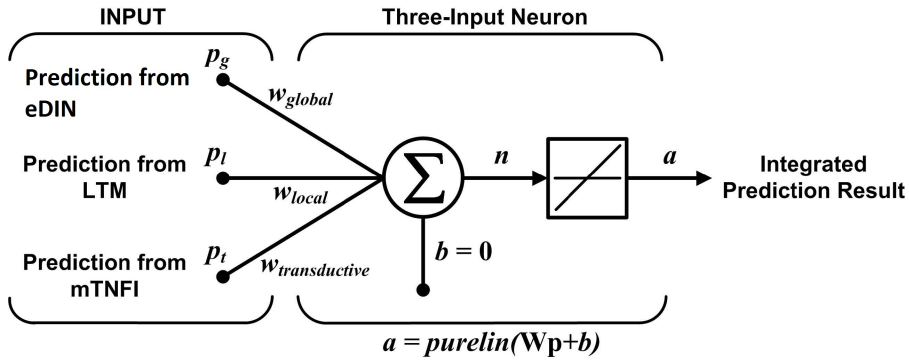 INPUT
Three-Input Neuron
Prediction from
eDIN
p_g
w_global
Prediction from
LTM
p_l
w_local
Prediction from
mTNFI
p_t
w_transductive
Σ
n
a
b = 0
Integrated
Prediction Result
a = purelin(Wp+b)